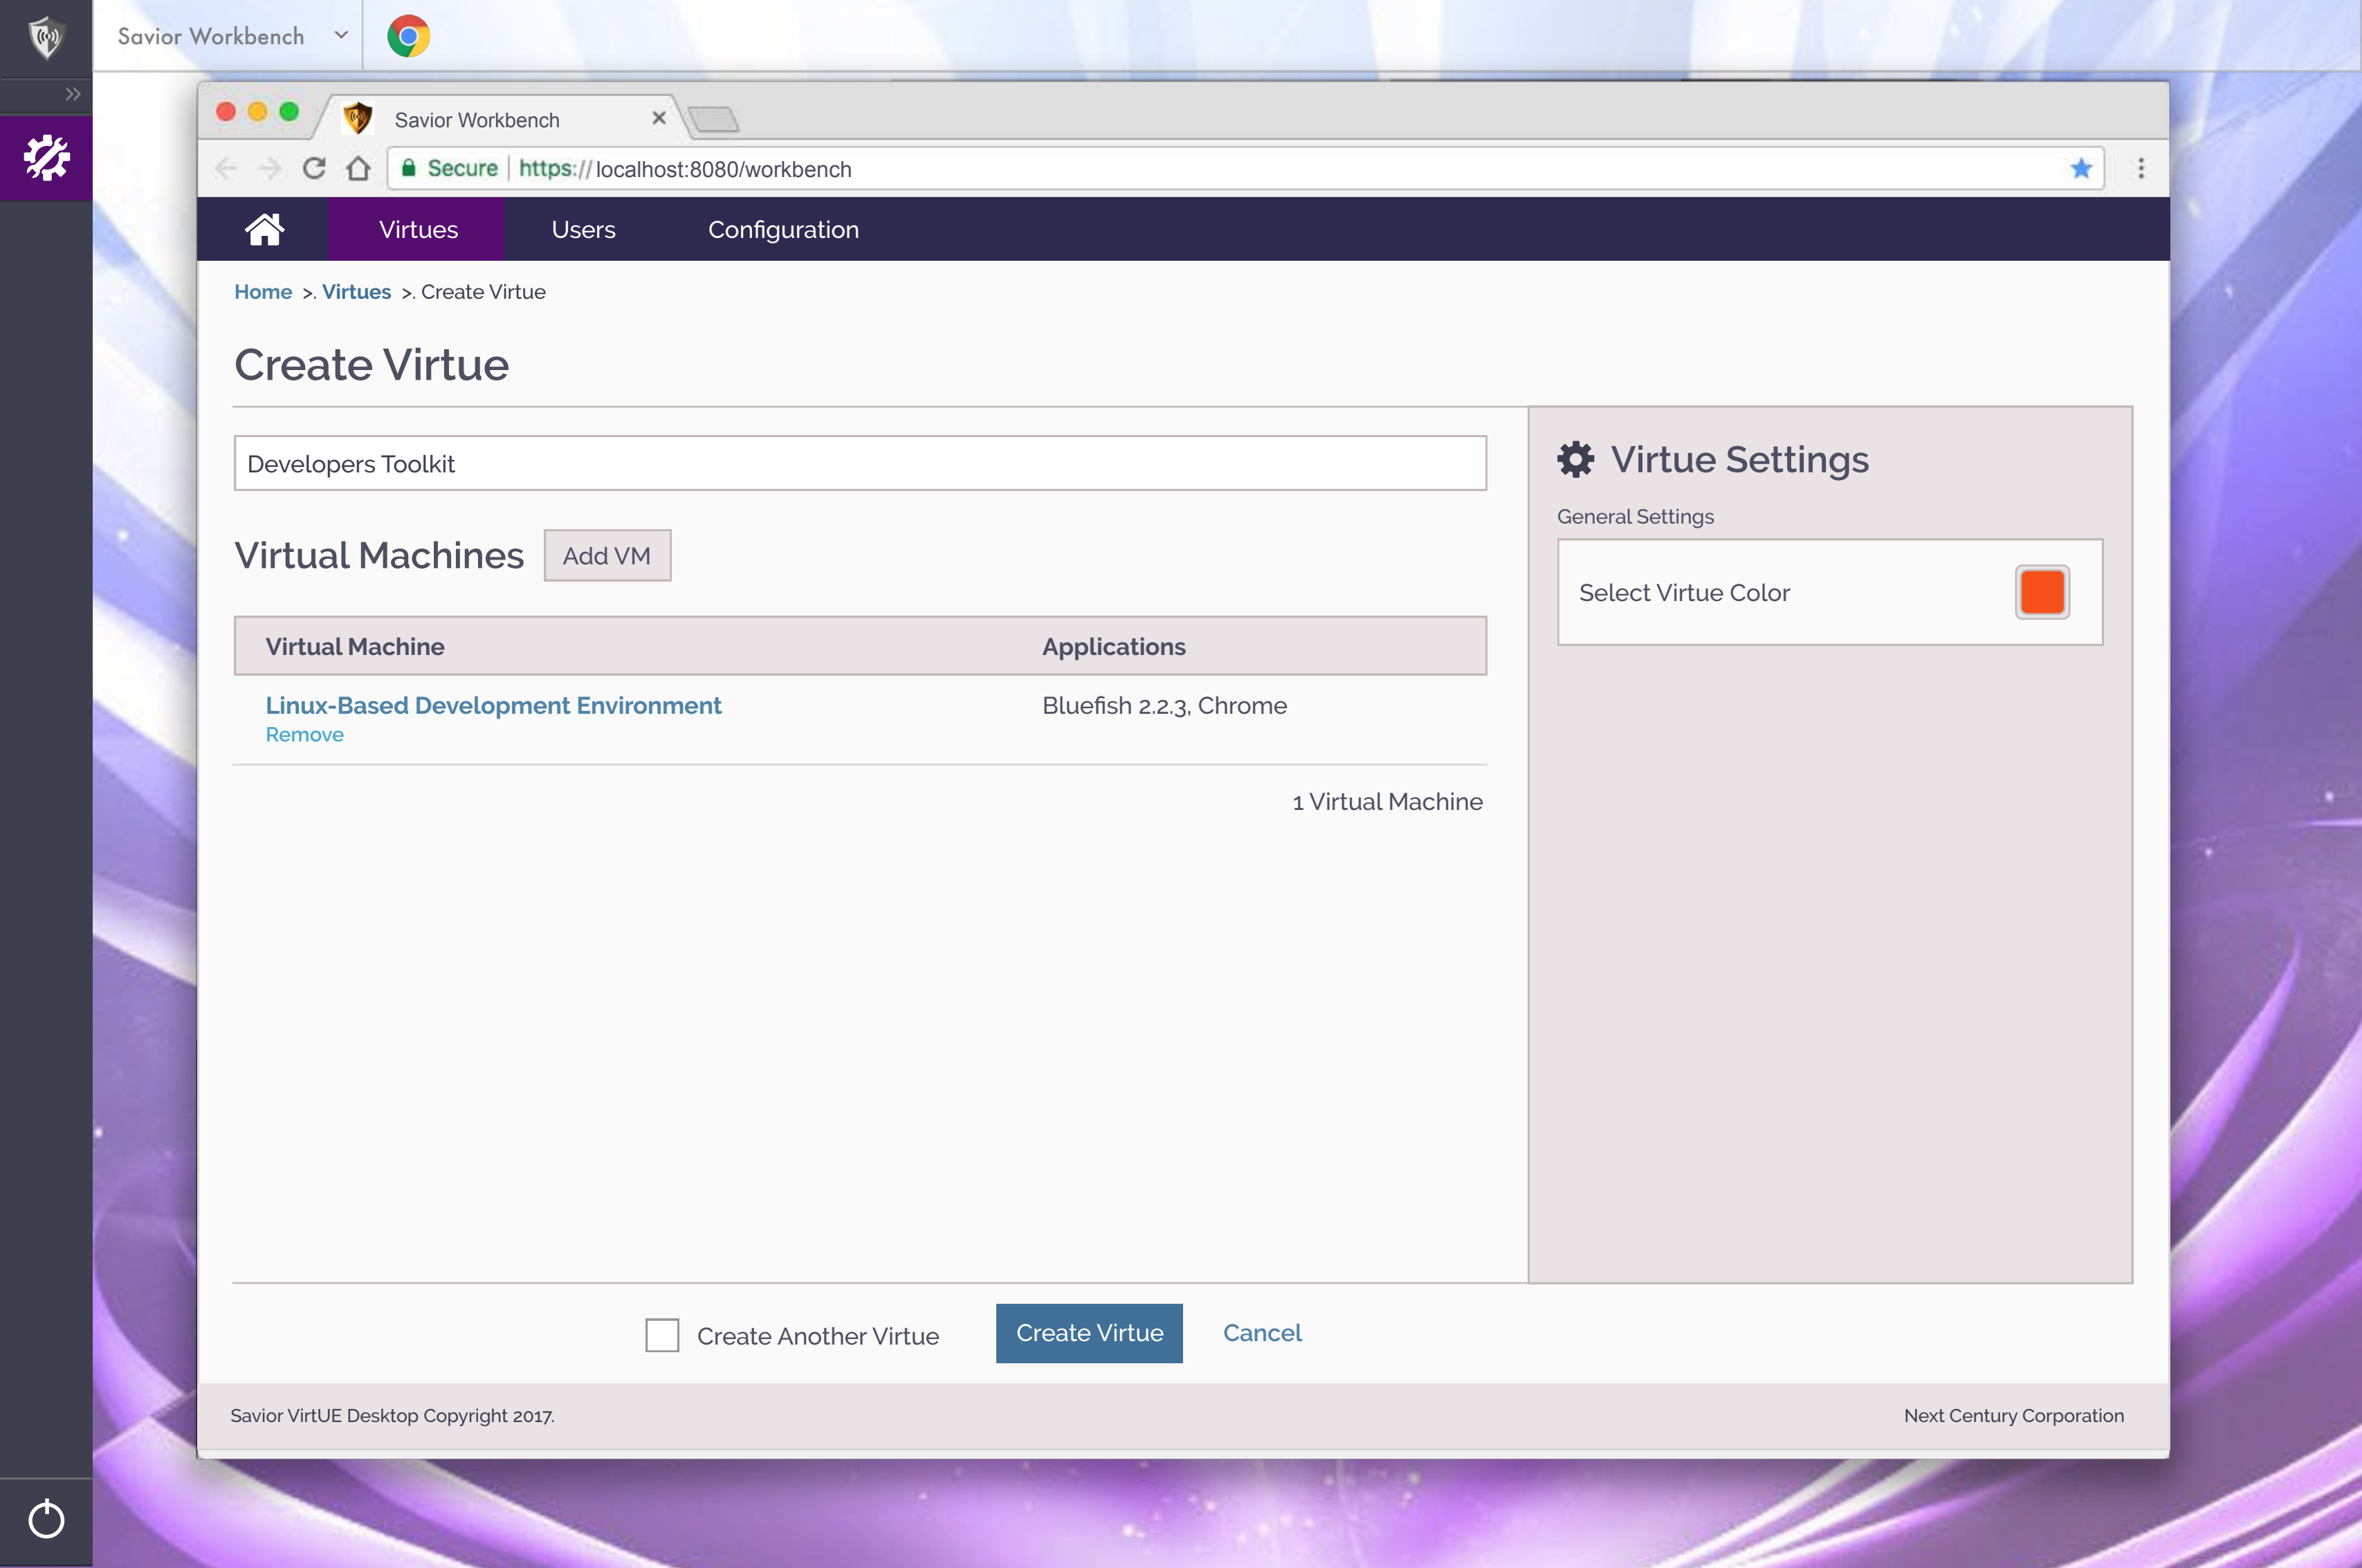 Savior Workbench
Savior Workbench
Secure https://localhost:8080/workbench
Virtues Users Configuration
Home >. Virtues >. Create Virtue
Create Virtue
Developers Toolkit
Virtual Machines Add VM
Virtual Machine Applications
Linux-Based Development Environment Bluefish 2.2.3, Chrome
Remove
1 Virtual Machine
Virtue Settings
General Settings
Select Virtue Color
Create Another Virtue Create Virtue Cancel
Savior VirtUE Desktop Copyright 2017. Next Century Corporation